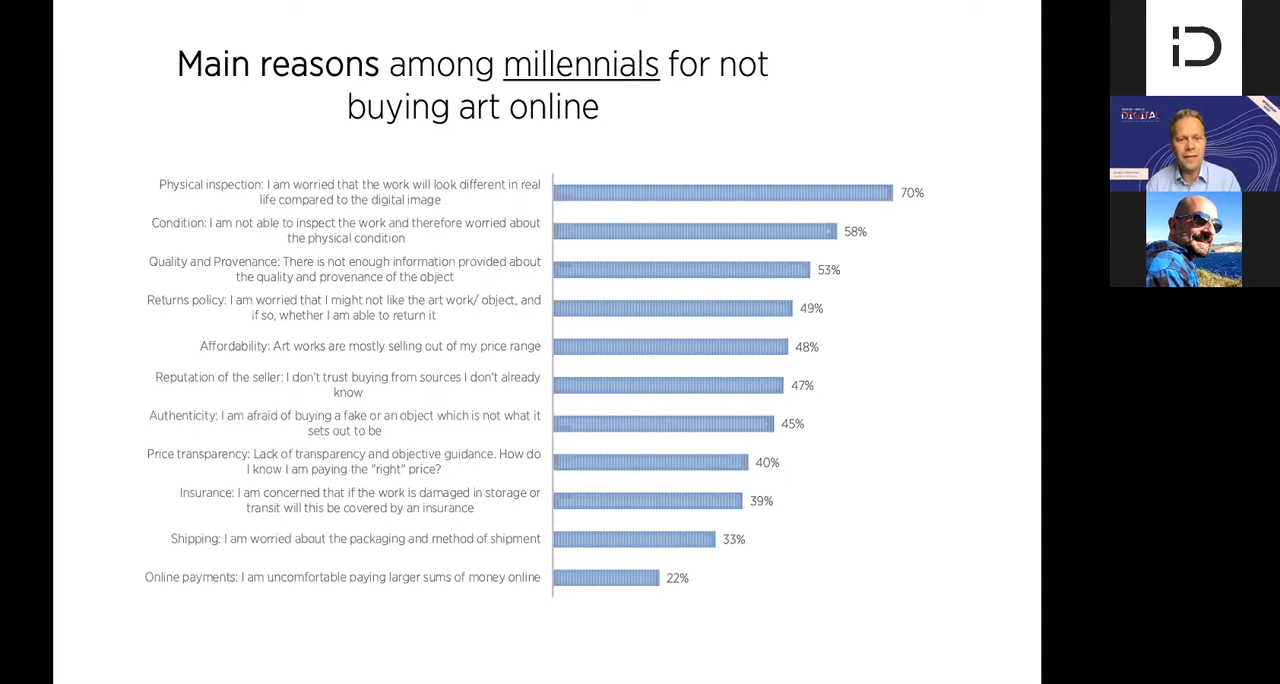 Main reasons among millennials for not
buying art online
Physical inspection: I am worried that the work will look different in real
life compared to the digital image
70%
Condition: I am not able to inspect the work and therefore worried about
the physical condition
58%
Quality and Provenance: There is not enough information provided about
the quality and provenance of the object
53%
Returns policy: I am worried that I might not like the art work/ object, and
if so, whether I am able to return it
49%
Affordability: Art works are mostly selling out of my price range
48%
Reputation of the seller: I don't trust buying from sources I don't already
know
47%
Authenticity: I am afraid of buying a fake or an object which is not what it
sets out to be
45%
Price transparency: Lack of transparency and objective guidance. How do
I know I am paying the "right" price?
40%
Insurance: I am concerned that if the work is damaged in storage or
transit will this be covered by an insurance
39%
Shipping: I am worried about the packaging and method of shipment
33%
Online payments: I am uncomfortable paying larger sums of money online
22%
DIGITAL